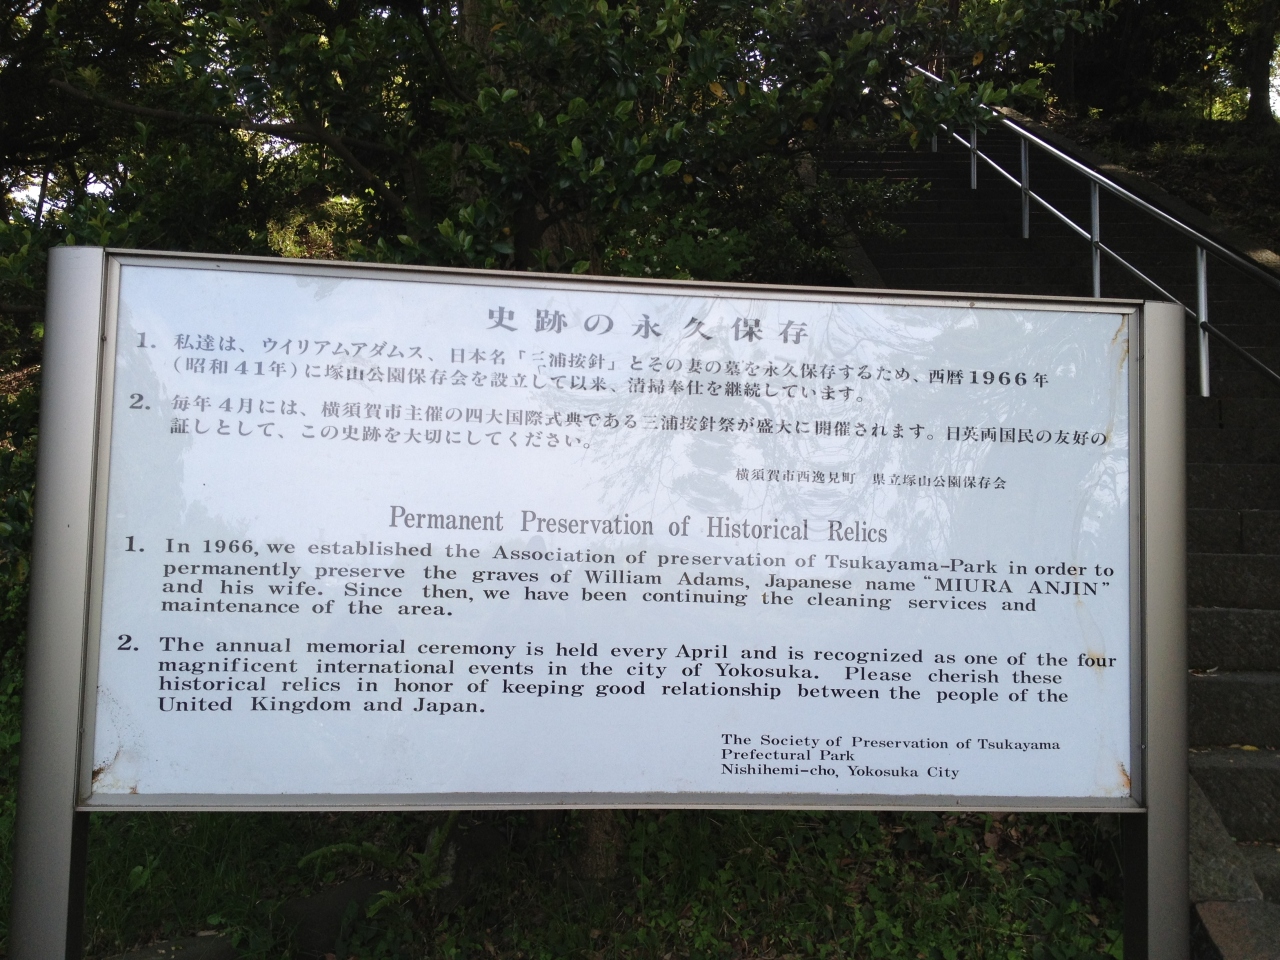 史跡の永久保存
1. 私達は、ウイリアムアダムス、日本名「三浦按針」とその妻の墓を永久保存するため、西暦1966年
(昭和41年)に塚山公園保存会を設立して以来、清掃奉仕を継続しています。
2. 毎年4月には、横須賀市主催の四大国際式典である三浦按針祭が盛大に開催されます。日英両国民の友好の
証しとして、この史跡を大切にしてください。
横須賀市西逸見町 県立塚山公園保存会
Permanent Preservation of Historical Relics
1. In 1966, we established the Association of preservation of Tsukayama-Park in order to
permanently preserve the graves of William Adams, Japanese name "MIURA ANJIN"
and his wife. Since then, we have been continuing the cleaning services and
maintenance of the area.
2. The annual memorial ceremony is held every April and is recognized as one of the four
magnificent international events in the city of Yokosuka. Please cherish these
historical relics in honor of keeping good relationship between the people of the
United Kingdom and Japan.
The Society of Preservation of Tsukayama
Prefectural Park
Nishihemi-cho, Yokosuka City